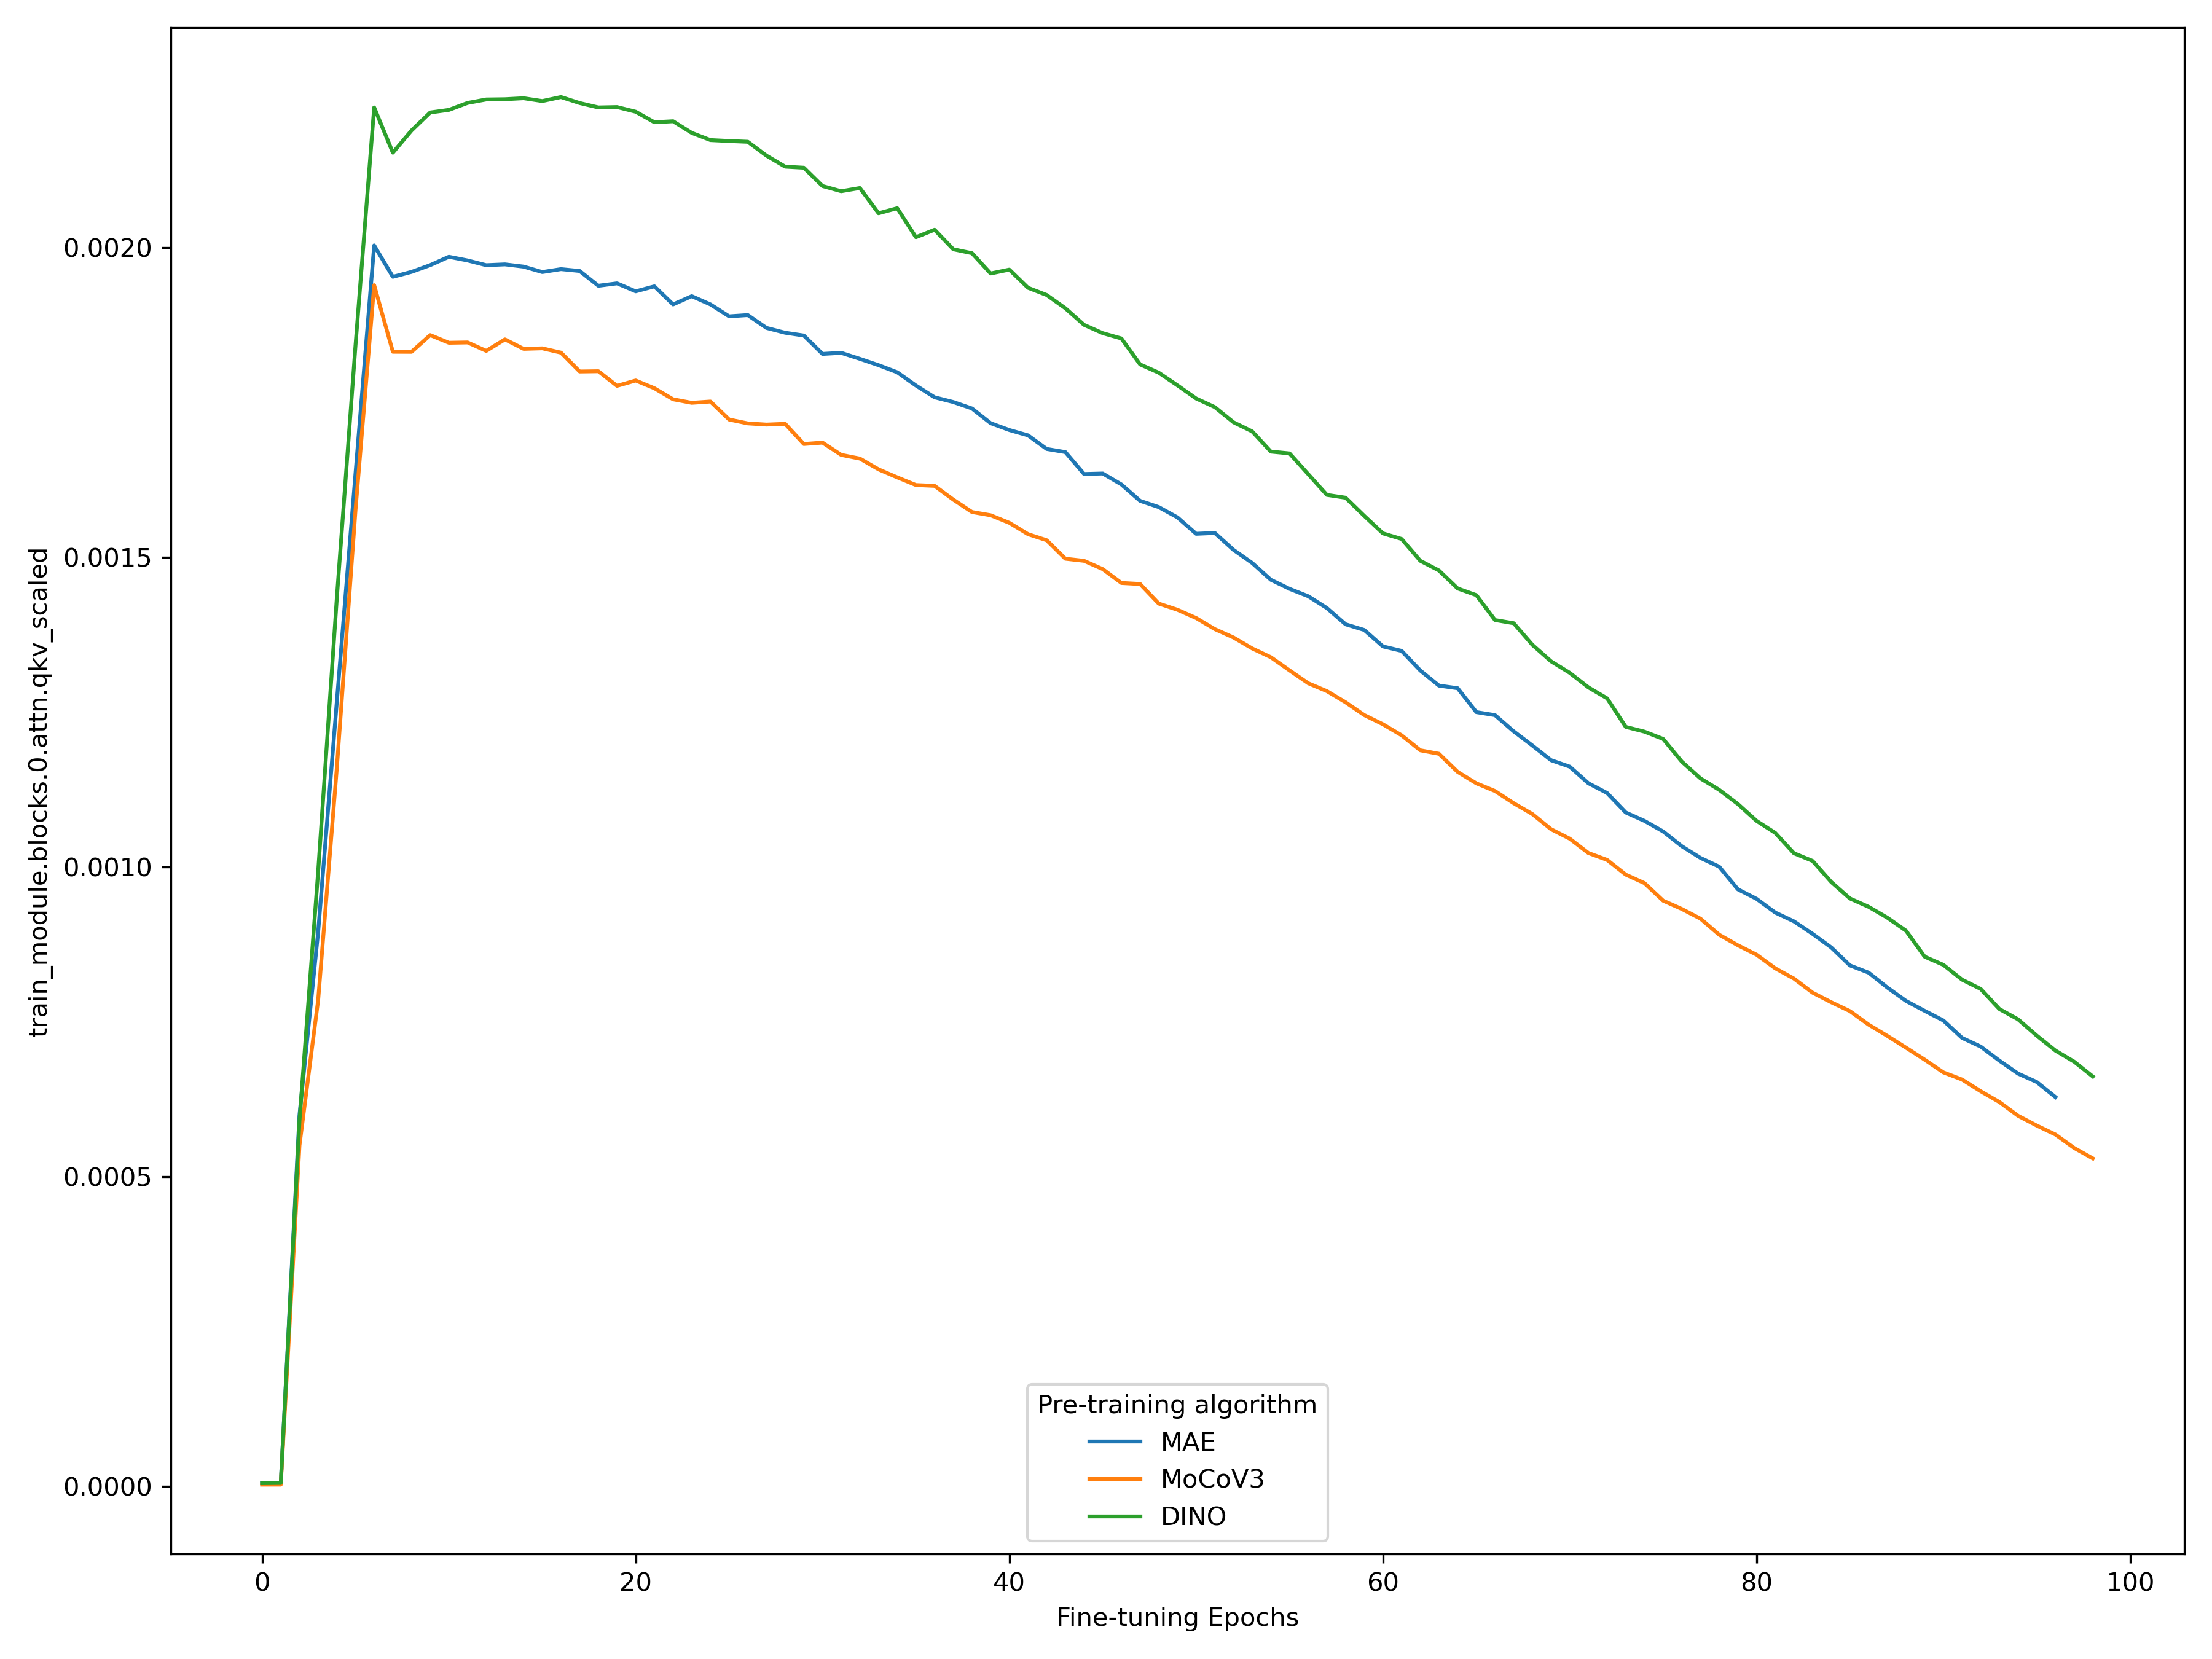 train_module.blocks.0.attn.qkv_scaled
0.0020
0.0015
0.0010
0.0005
0.0000
Pre-training algorithm
MAE
MoCoV3
DINO
0 20 40 60 80 100
Fine-tuning Epochs